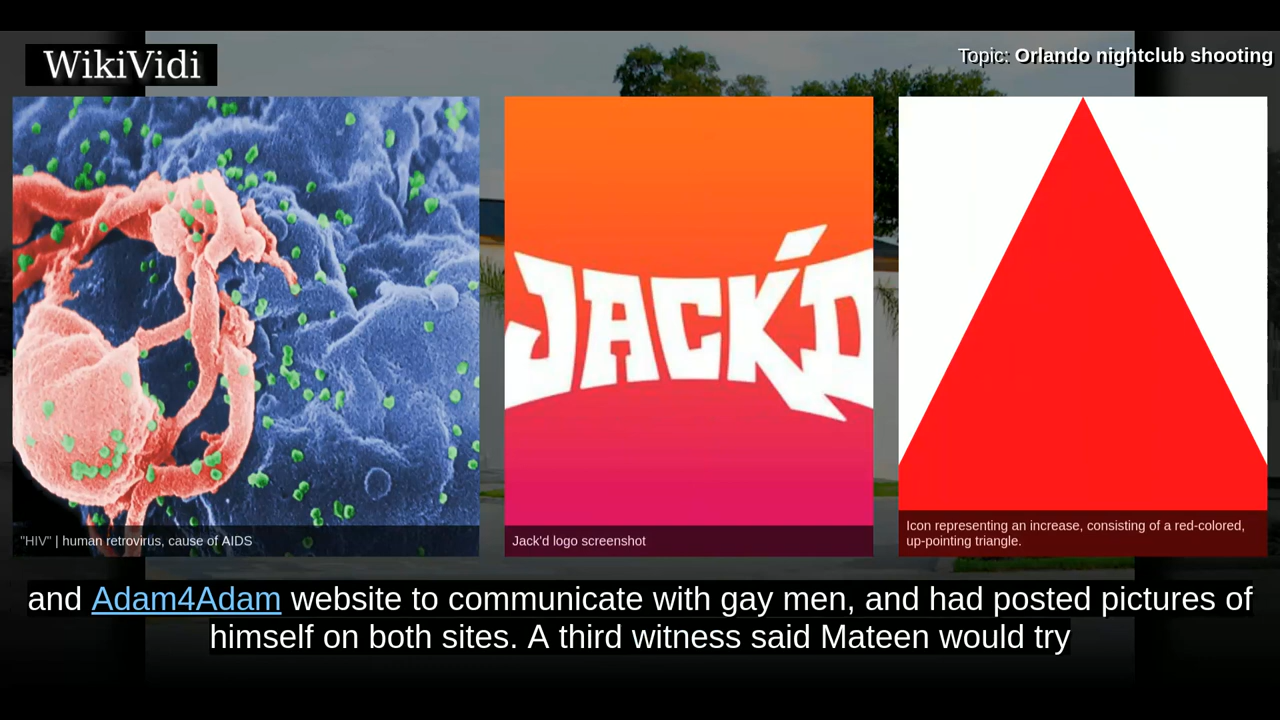 WikiVidi
Topic: Orlando nightclub shooting
JACK'D
"HIV" | human retrovirus, cause of AIDS
Jack'd logo screenshot
Icon representing an increase, consisting of a red-colored,
up-pointing triangle.
and Adam4Adam website to communicate with gay men, and had posted pictures of
himself on both sites. A third witness said Mateen would try